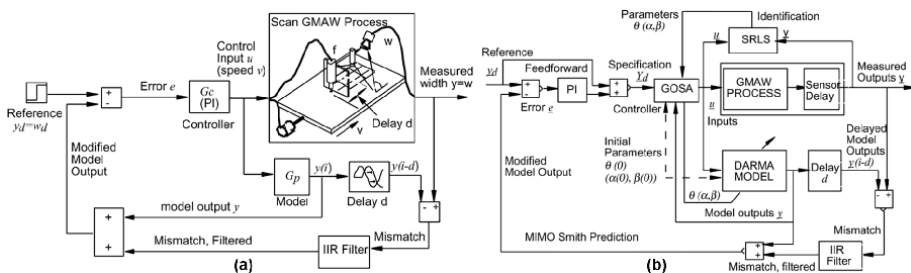 Scan GMAW Process
Control
Input u
(speed v)
f
w
Error e
Gc
(PI)
Controller
Reference
yd=wd
Measured
width y=w
Delay d
v
Modified
Model
Output
Gp
Model
y(i)
y(i-d)
Delay d
model output y
Mismatch, Filtered
IIR Filter
Mismatch
(a)
Parameters
θ(α,β)
Identification
SRLS
u
y
Reference
yd
Feedforward
Specification
Yd
PI
Error e
Controller
GOSA
GMAW
PROCESS
Sensor
Delay
Measured
Outputs y
u
Inputs
Initial
Parameters
θ(0)
(α(0), β(0))
Modified
Model Output
DARMA
MODEL
Delay
d
Delayed
Model
Outputs
y(i-d)
θ(α,β)
Model outputs y
Mismatch
MIMO Smith Prediction
IIR
Filter
Mismatch, filtered
(b)